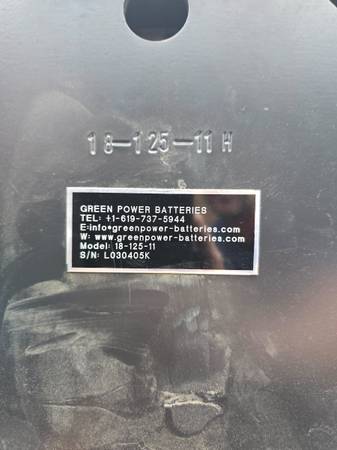 18-125-11 H
GREEN POWER BATTERIES
TEL: +1-619-737-5944
E:info@greenpower-batteries.com
W: www.greenpower-batteries.com
Model: 18-125-11
S/N: L030405K